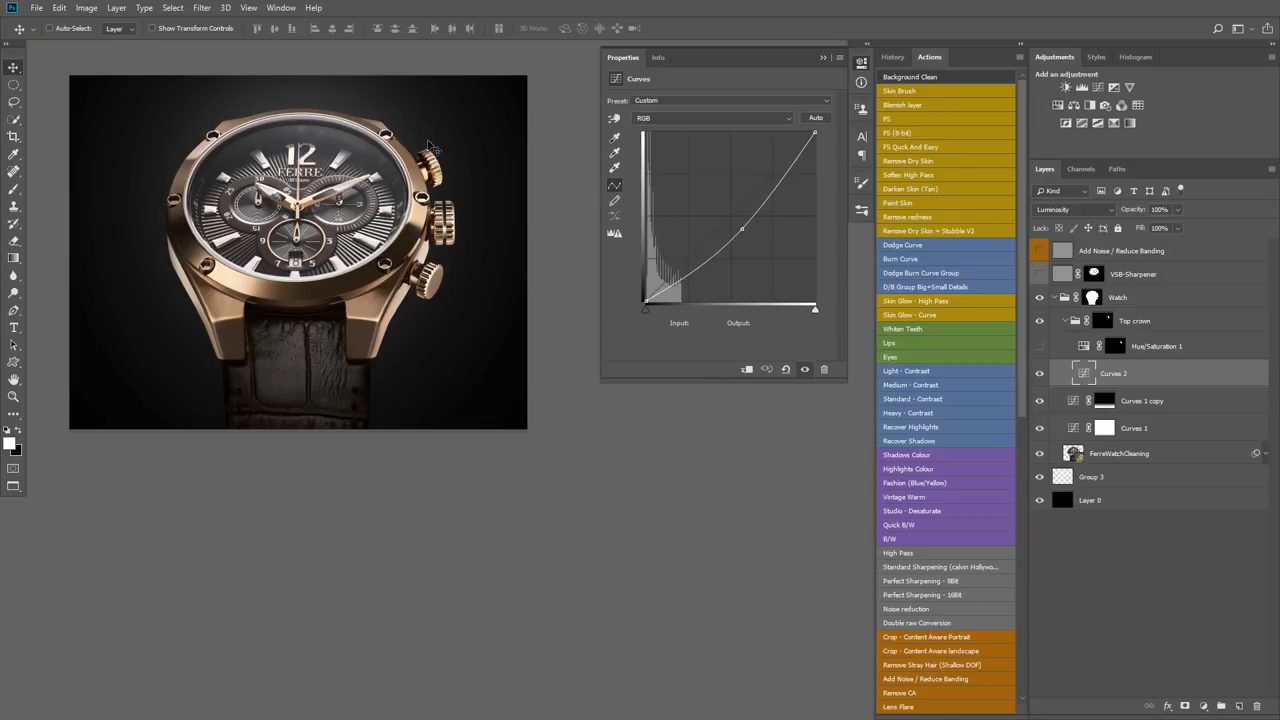 Ps File Edit Image Layer Type Select Filter 3D View Window Help
Auto-Select: Layer Show Transform Controls 3D Mode:
Properties Info
Curves
Preset: Custom
RGB Auto
Input: Output:
12
FERRE
Milano
History Actions
Background Clean
Skin Brush
Blemish layer
FS
FS (8-bit)
FS Quck And Easy
Remove Dry Skin
Soften High Pass
Darken Skin (Tan)
Paint Skin
Remove redness
Remove Dry Skin + Stubble V2
Dodge Curve
Burn Curve
Dodge Burn Curve Group
D/B Group Big+Small Details
Skin Glow - High Pass
Skin Glow - Curve
Whiten Teeth
Lips
Eyes
Light - Contrast
Medium - Contrast
Standard - Contrast
Heavy - Contrast
Recover Highlights
Recover Shadows
Shadows Colour
Highlights Colour
Fashion (Blue/Yellow)
Vintage Warm
Studio - Desaturate
Quick B/W
B/W
High Pass
Standard Sharpening (calvin Hollywo...
Perfect Sharpening - 8Bit
Perfect Sharpening - 16Bit
Noise reduction
Double raw Conversion
Crop - Content Aware Portrait
Crop - Content Aware landscape
Remove Stray Hair (Shallow DOF)
Add Noise / Reduce Banding
Remove CA
Lens Flare
Adjustments Styles Histogram
Add an adjustment
Layers Channels Paths
Kind
Luminosity Opacity: 100%
Lock: Fill: 100%
Add Noise / Reduce Banding
VSB-Sharpener
Watch
Top crown
Hue/Saturation 1
Curves 2
Curves 1 copy
Curves 1
FerreWatchCleaning
Group 3
Layer 0